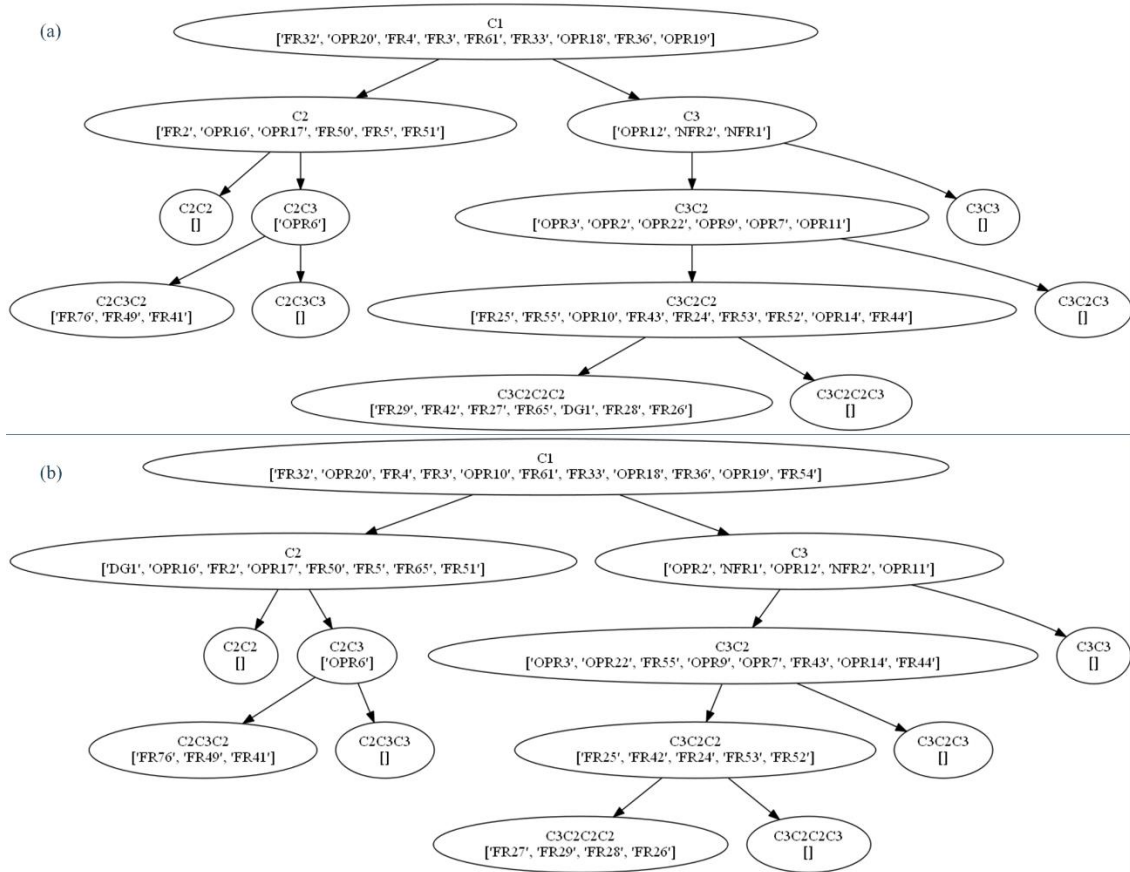 (a)
C1
['FR32', 'OPR20', 'FR4', 'FR3', 'FR61', 'FR33', 'OPR18', 'FR36', 'OPR19']
C2
['FR2', 'OPR16', 'OPR17', 'FR50', 'FR5', 'FR51']
C3
['OPR12', 'NFR2', 'NFR1']
C2C2
[]
C2C3
['OPR6']
C3C2
['OPR3', 'OPR2', 'OPR22', 'OPR9', 'OPR7', 'OPR11']
C3C3
[]
C2C3C2
['FR76', 'FR49', 'FR41']
C2C3C3
[]
C3C2C2
['FR25', 'FR55', 'OPR10', 'FR43', 'FR24', 'FR53', 'FR52', 'OPR14', 'FR44']
C3C2C3
[]
C3C2C2C2
['FR29', 'FR42', 'FR27', 'FR65', 'DG1', 'FR28', 'FR26']
C3C2C2C3
[]
(b)
C1
['FR32', 'OPR20', 'FR4', 'FR3', 'OPR10', 'FR61', 'FR33', 'OPR18', 'FR36', 'OPR19', 'FR54']
C2
['DG1', 'OPR16', 'FR2', 'OPR17', 'FR50', 'FR5', 'FR65', 'FR51']
C3
['OPR2', 'NFR1', 'OPR12', 'NFR2', 'OPR11']
C2C2
[]
C2C3
['OPR6']
C3C2
['OPR3', 'OPR22', 'FR55', 'OPR9', 'OPR7', 'FR43', 'OPR14', 'FR44']
C3C3
[]
C2C3C2
['FR76', 'FR49', 'FR41']
C2C3C3
[]
C3C2C2
['FR25', 'FR42', 'FR24', 'FR53', 'FR52']
C3C2C3
[]
C3C2C2C2
['FR27', 'FR29', 'FR28', 'FR26']
C3C2C2C3
[]